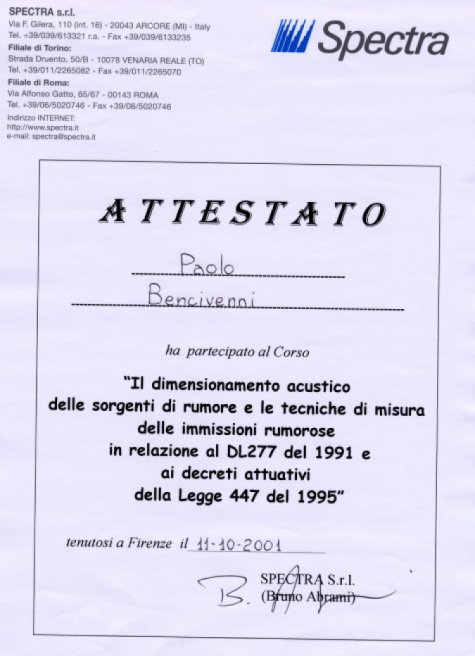 SPECTRA s.r.l.
Via F. Gilera, 110 (int. 16) - 20043 ARCORE (MI) - Italy
Tel. +39/039/613321 r.a. - Fax +39/039/6133235
Filiale di Torino:
Strada Druento, 50/B - 10078 VENARIA REALE (TO)
Tel. +39/011/2265082 - Fax +39/011/2265070
Filiale di Roma:
Via Alfonso Gatto, 65/67 - 00143 ROMA
Tel. +39/06/5020746 - Fax +39/06/5020746
Indirizzo INTERNET:
http://www.spectra.it
e-mail: spectra@spectra.it
Spectra
ATTESTATO
Paolo
Bencivenni
ha partecipato al Corso
"Il dimensionamento acustico
delle sorgenti di rumore e le tecniche di misura
delle immissioni rumorose
in relazione al DL277 del 1991 e
ai decreti attuativi
della Legge 447 del 1995"
tenutosi a Firenze il 11-10-2001
SPECTRA S.r.l.
(Bruno Abrami)
B.